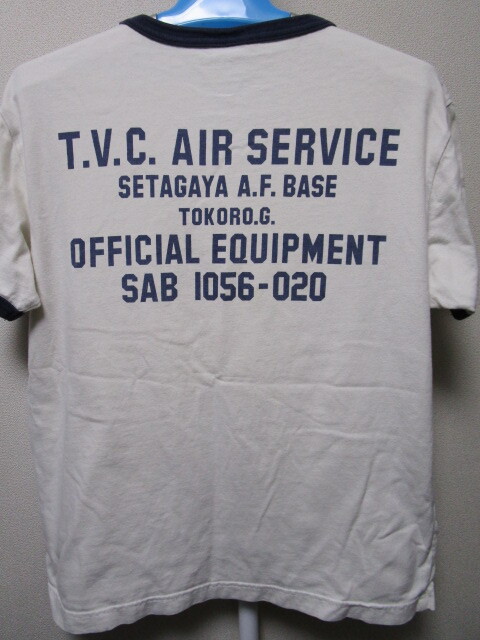 T.V.C. AIR SERVICE
SETAGAYA A.F. BASE
TOKORO.G.
OFFICIAL EQUIPMENT
SAB 1056-020